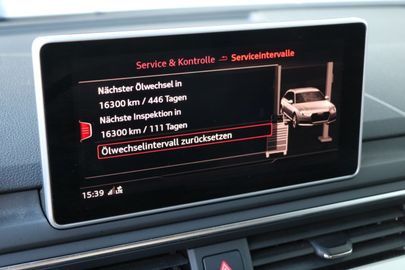 Service & Kontrolle Serviceintervalle
Nächster Ölwechsel in
16300 km / 446 Tagen
Nächste Inspektion in
16300 km / 111 Tagen
Ölwechselintervall zurücksetzen
15:39